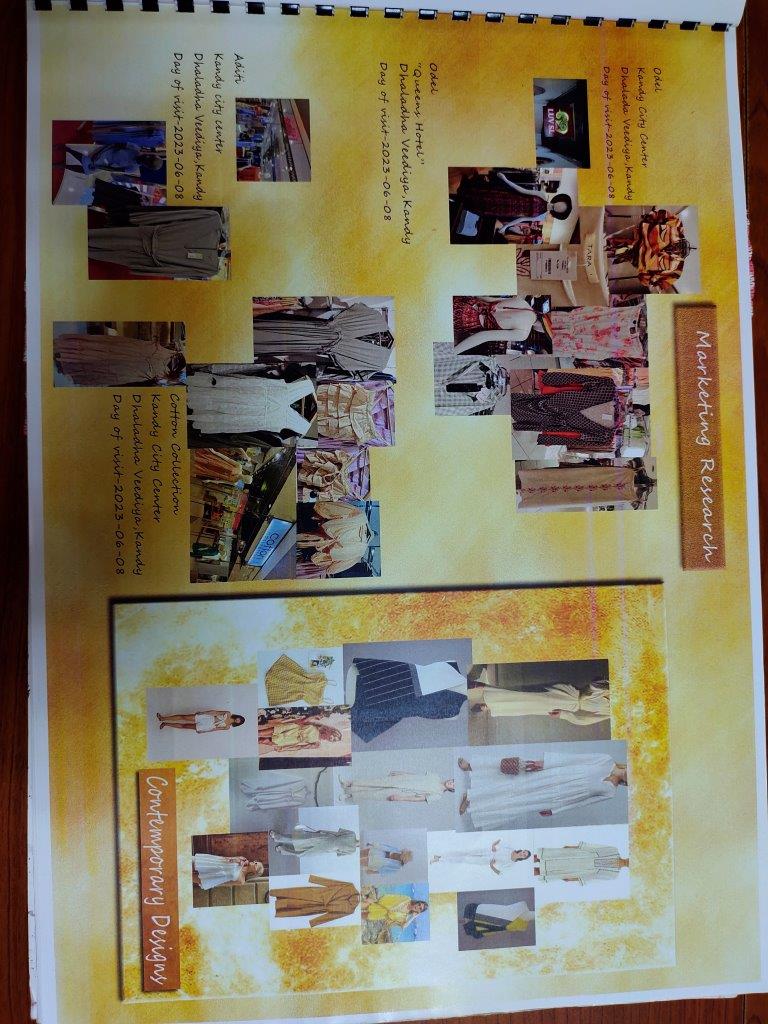 Marketing Research
Odel
Kandy City Center
Dhalada Veediya,Kandy
Day of visit-2023-06-08
LUV SL
TARA
Odel
"Queens Hotel"
Dhaladha Veediya,Kandy
Day of visit-2023-06-08
Aditi
Kandy city center
Dhaladha Veediya,Kandy
Day of visit-2023-06-08
cotton
Cotton Collection
Kandy City Center
Dhaladha Veediya,Kandy
Day of visit-2023-06-08
Contemporary Designs